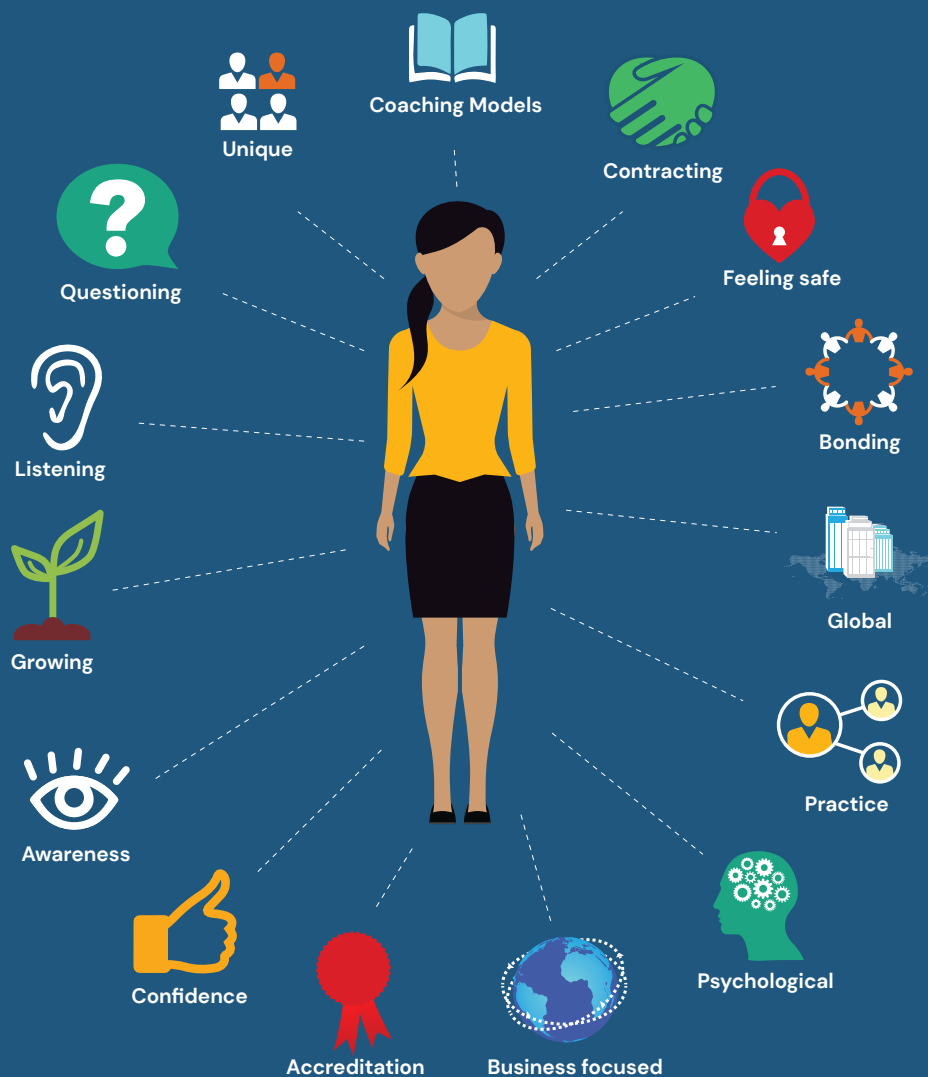 Coaching Models
Unique
Contracting
Feeling safe
Questioning
Bonding
Listening
Global
Growing
Practice
Awareness
Psychological
Confidence
Accreditation
Business focused